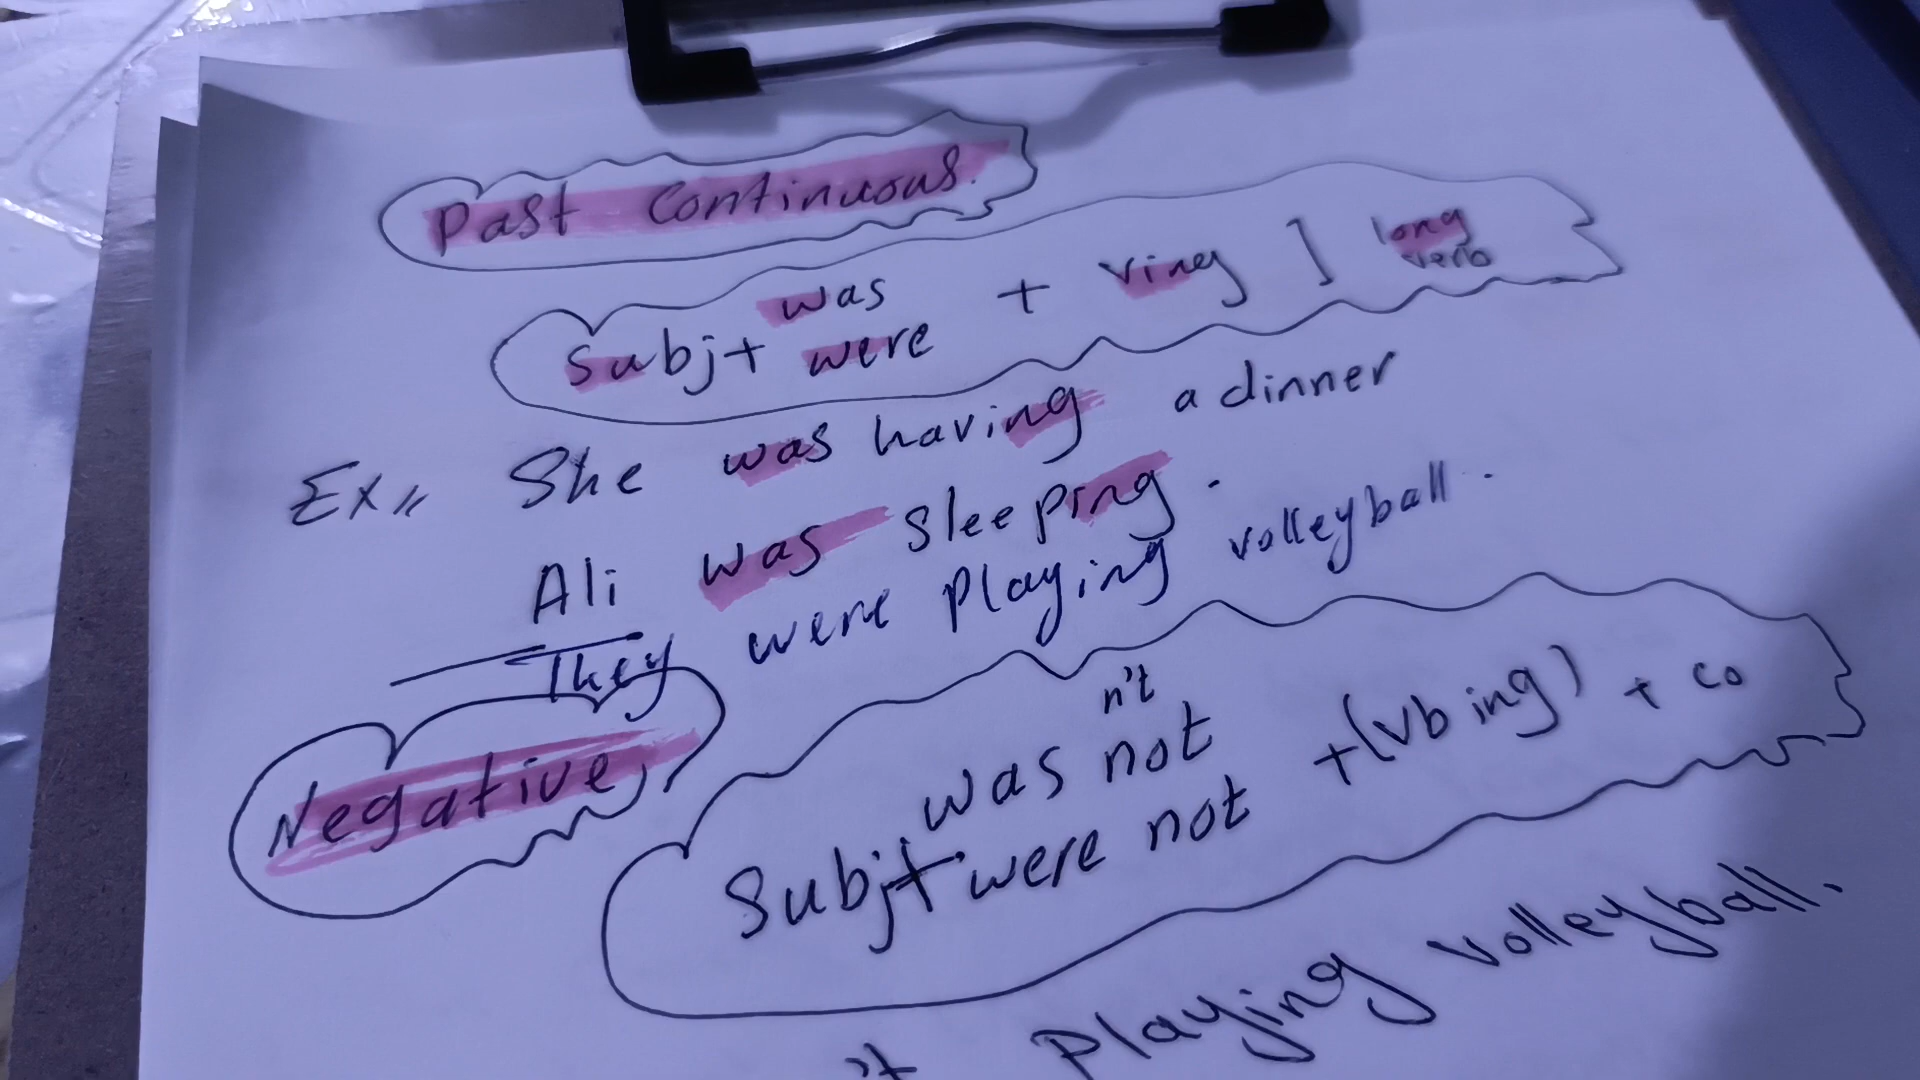 Past Continuous.
was
Subj+ were + Ving ] long verb
Ex// She was having a dinner
Ali was sleeping.
They were Playing volleyball.
Negative
n't
was not
Subj+ were not +(Vb ing) + co
't Playing volleyball.